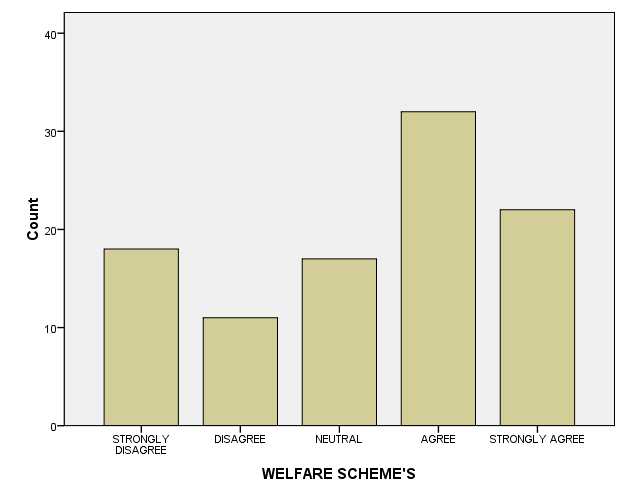 40
30
20
10
0
Count
STRONGLY
DISAGREE
DISAGREE
NEUTRAL
AGREE
STRONGLY AGREE
WELFARE SCHEME'S